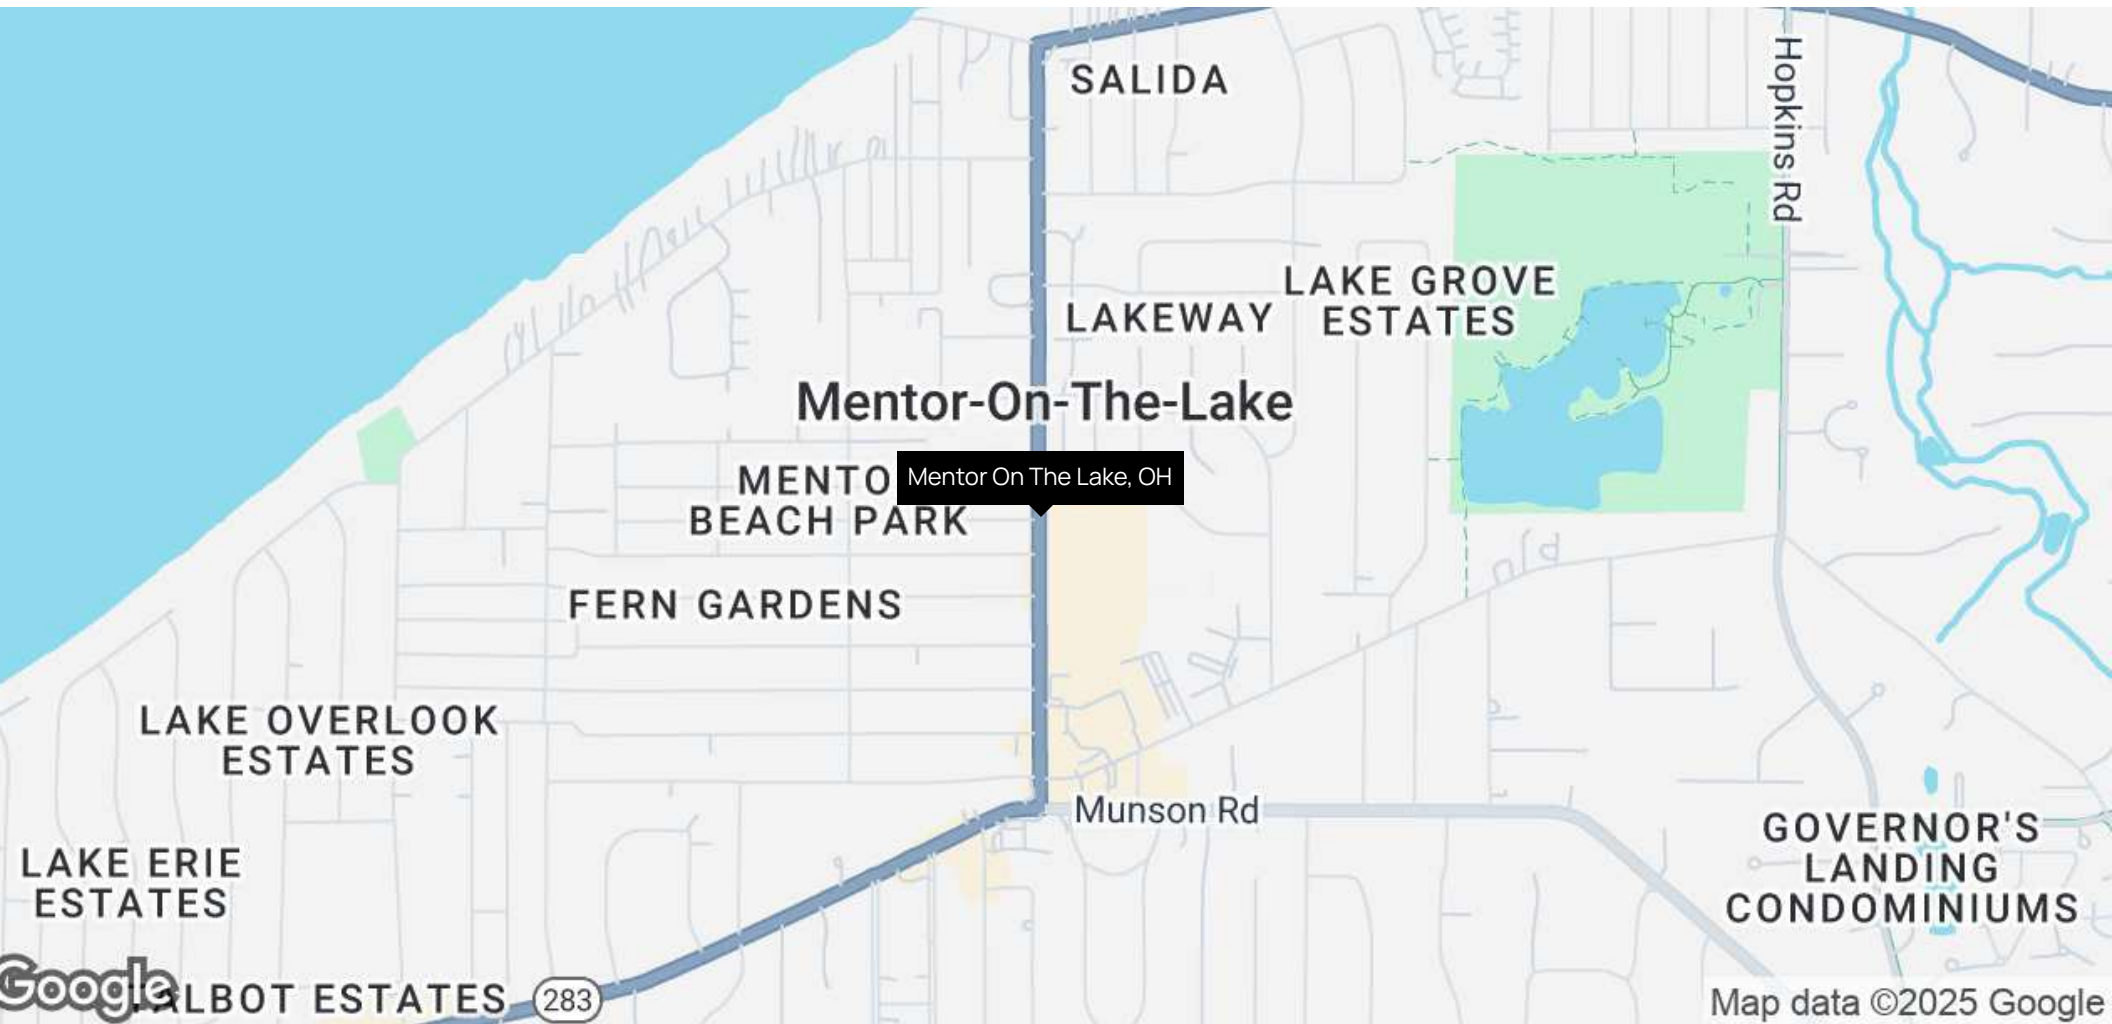 SALIDA
Hopkins Rd
LAKE GROVE
ESTATES
LAKEWAY
Mentor-On-The-Lake
MENTO
BEACH PARK
Mentor On The Lake, OH
FERN GARDENS
LAKE OVERLOOK
ESTATES
Munson Rd
GOVERNOR'S
LANDING
CONDOMINIUMS
LAKE ERIE
ESTATES
Google
TALBOT ESTATES
283
Map data ©2025 Google